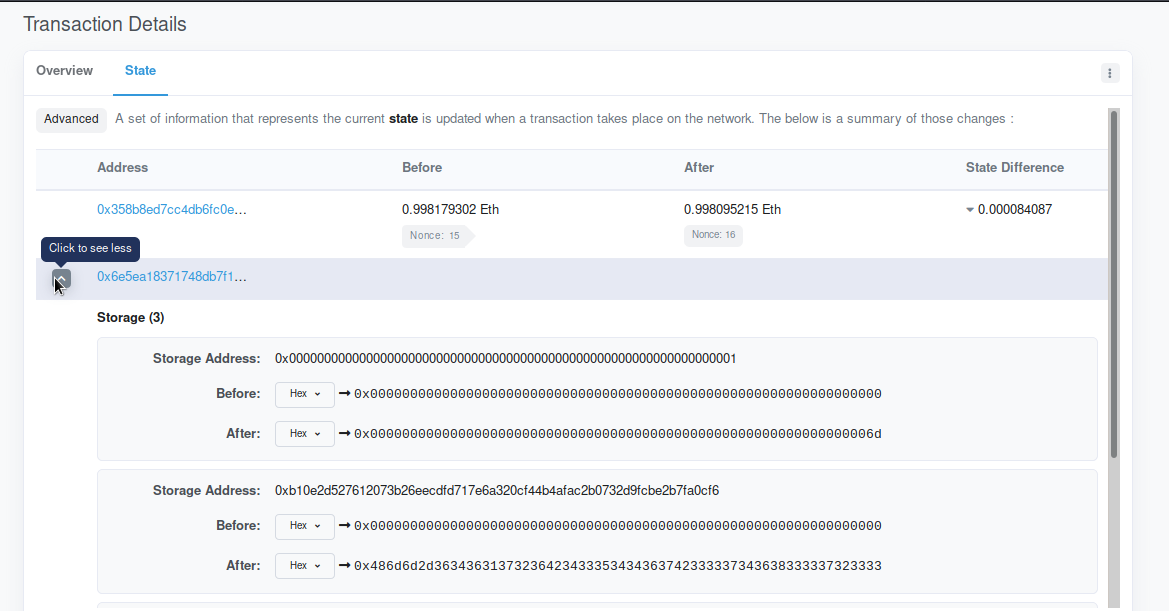 Transaction Details
Overview State
Advanced A set of information that represents the current state is updated when a transaction takes place on the network. The below is a summary of those changes :
Address Before After State Difference
0x358b8ed7cc4db6fc0e... 0.998179302 Eth 0.998095215 Eth 0.000084087
Nonce: 15 Nonce: 16
Click to see less
0x6e5ea18371748db7f1...
Storage (3)
Storage Address: 0x0000000000000000000000000000000000000000000000000000000000000001
Before: Hex 0x0000000000000000000000000000000000000000000000000000000000000000
After: Hex 0x000000000000000000000000000000000000000000000000000000000000006d
Storage Address: 0xb10e2d527612073b26eecdfd717e6a320cf44b4afac2b0732d9fcbe2b7fa0cf6
Before: Hex 0x0000000000000000000000000000000000000000000000000000000000000000
After: Hex 0x486d6d2d36343631373236423433353434363742333337343638333337323333